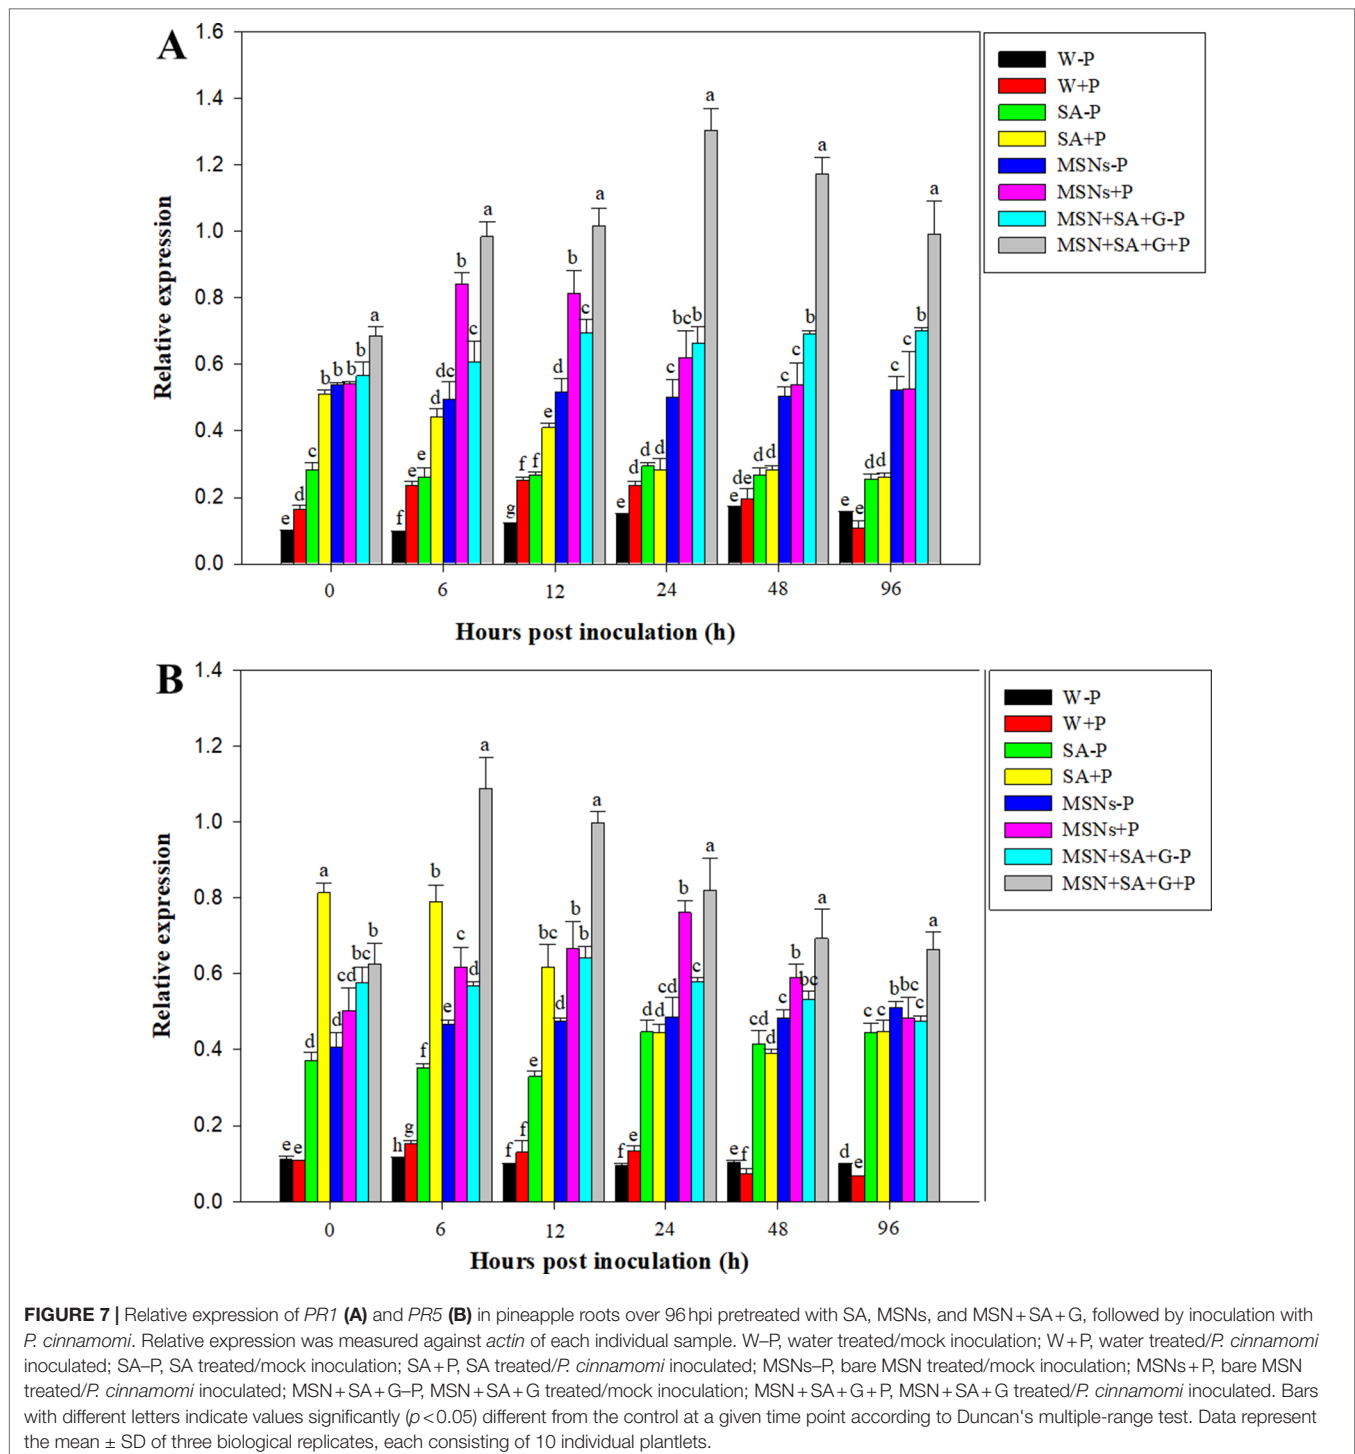 A
1.6
1.4
1.2
1.0
0.8
0.6
0.4
0.2
0.0
Relative expression
W-P
W+P
SA-P
SA+P
MSNs-P
MSNs+P
MSN+SA+G-P
MSN+SA+G+P
e d c b b b b a
f e e d dc b c a
g f f e d b c a
e d d d c bc b a
e de d d c c b a
e e d d c c b a
0 6 12 24 48 96
Hours post inoculation (h)
B
1.4
1.2
1.0
0.8
0.6
0.4
0.2
0.0
Relative expression
W-P
W+P
SA-P
SA+P
MSNs-P
MSNs+P
MSN+SA+G-P
MSN+SA+G+P
e e d a d cd bc b
h g f b e c d a
f f e bc d b b a
f e d d cd b c a
e f cd d c b bc a
d e c c b bc c a
0 6 12 24 48 96
Hours post inoculation (h)
FIGURE 7 | Relative expression of PR1 (A) and PR5 (B) in pineapple roots over 96 hpi pretreated with SA, MSNs, and MSN+SA+G, followed by inoculation with
P. cinnamomi. Relative expression was measured against actin of each individual sample. W–P, water treated/mock inoculation; W+P, water treated/P. cinnamomi
inoculated; SA–P, SA treated/mock inoculation; SA+P, SA treated/P. cinnamomi inoculated; MSNs–P, bare MSN treated/mock inoculation; MSNs+P, bare MSN
treated/P. cinnamomi inoculated; MSN+SA+G–P, MSN+SA+G treated/mock inoculation; MSN+SA+G+P, MSN+SA+G treated/P. cinnamomi inoculated. Bars
with different letters indicate values significantly (p<0.05) different from the control at a given time point according to Duncan's multiple-range test. Data represent
the mean ± SD of three biological replicates, each consisting of 10 individual plantlets.